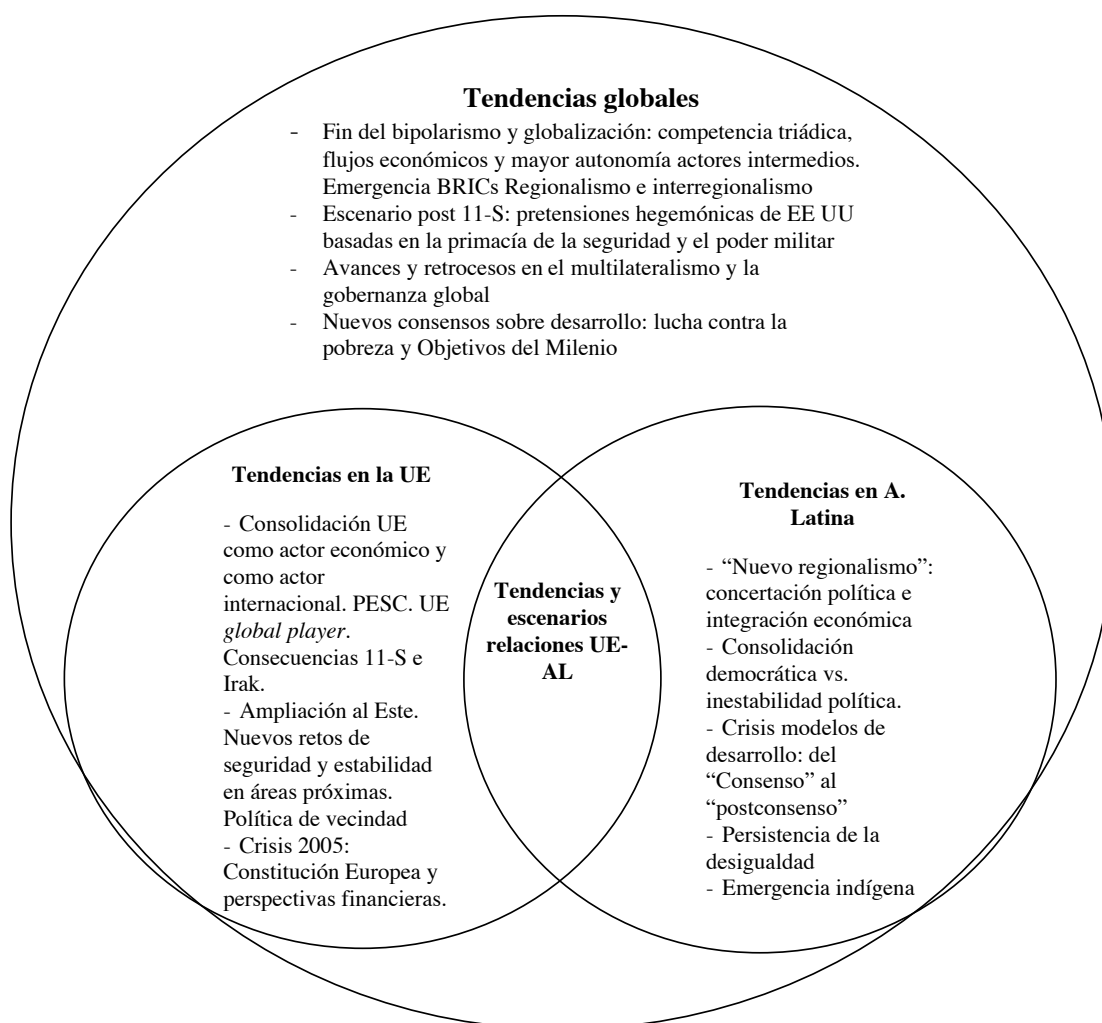 Tendencias globales
- Fin del bipolarismo y globalización: competencia triádica,
flujos económicos y mayor autonomía actores intermedios.
Emergencia BRICs Regionalismo e interregionalismo
- Escenario post 11-S: pretensiones hegemónicas de EE UU
basadas en la primacía de la seguridad y el poder militar
- Avances y retrocesos en el multilateralismo y la
gobernanza global
- Nuevos consensos sobre desarrollo: lucha contra la
pobreza y Objetivos del Milenio
Tendencias en la UE
- Consolidación UE
como actor económico y
como actor
internacional. PESC. UE
global player.
Consecuencias 11-S e
Irak.
- Ampliación al Este.
Nuevos retos de
seguridad y estabilidad
en áreas próximas.
Política de vecindad
- Crisis 2005:
Constitución Europea y
perspectivas financieras.
Tendencias y
escenarios
relaciones UE-
AL
Tendencias en A.
Latina
- “Nuevo regionalismo”:
concertación política e
integración económica
- Consolidación
democrática vs.
inestabilidad política.
- Crisis modelos de
desarrollo: del
“Consenso” al
“postconsenso”
- Persistencia de la
desigualdad
- Emergencia indígena